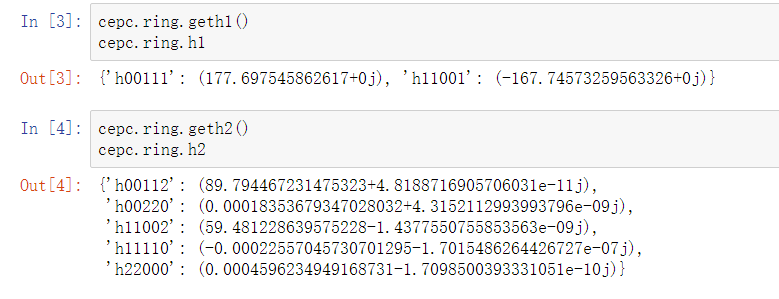 In [3]: cepc.ring.geth1()
cepc.ring.h1
Out[3]: {'h00111': (177.697545862617+0j), 'h11001': (-167.74573259563326+0j)}
In [4]: cepc.ring.geth2()
cepc.ring.h2
Out[4]: {'h00112': (89.794467231475323+4.8188716905706031e-11j),
'h00220': (0.00018353679347028032+4.3152112993993796e-09j),
'h11002': (59.481228639575228-1.4377550755853563e-09j),
'h11110': (-0.00022557045730701295-1.7015486264426727e-07j),
'h22000': (0.0004596234949168731-1.7098500393331051e-10j)}